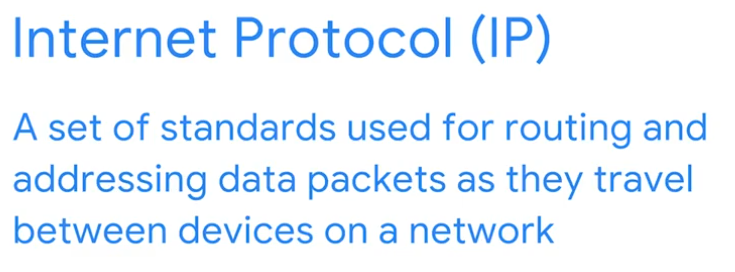 Internet Protocol (IP)
A set of standards used for routing and
addressing data packets as they travel
between devices on a network